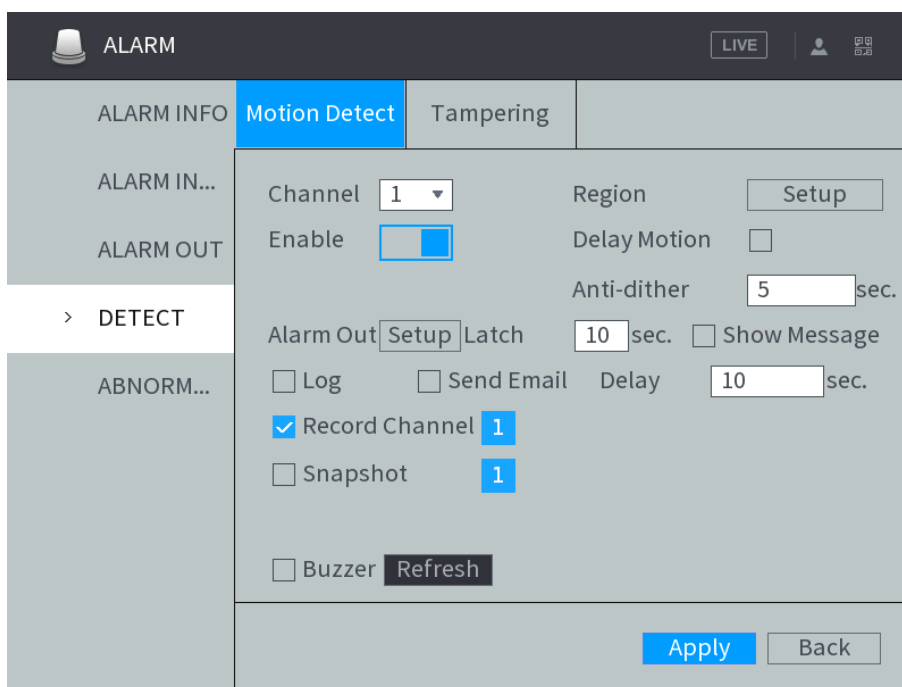 ALARM LIVE
ALARM INFO Motion Detect Tampering
ALARM IN...
Channel 1 Region Setup
ALARM OUT
Enable Delay Motion
Anti-dither 5 sec.
DETECT
Alarm Out Setup Latch 10 sec. Show Message
ABNORM...
Log Send Email Delay 10 sec.
Record Channel 1
Snapshot 1
Buzzer Refresh
Apply Back